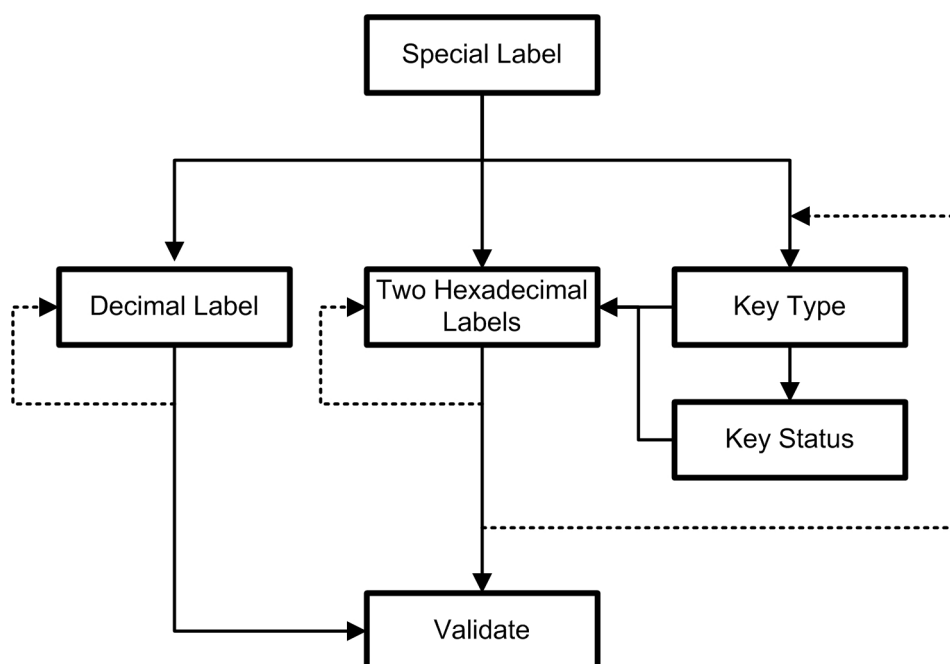 Special Label
Decimal Label
Two Hexadecimal
Labels
Key Type
Key Status
Validate